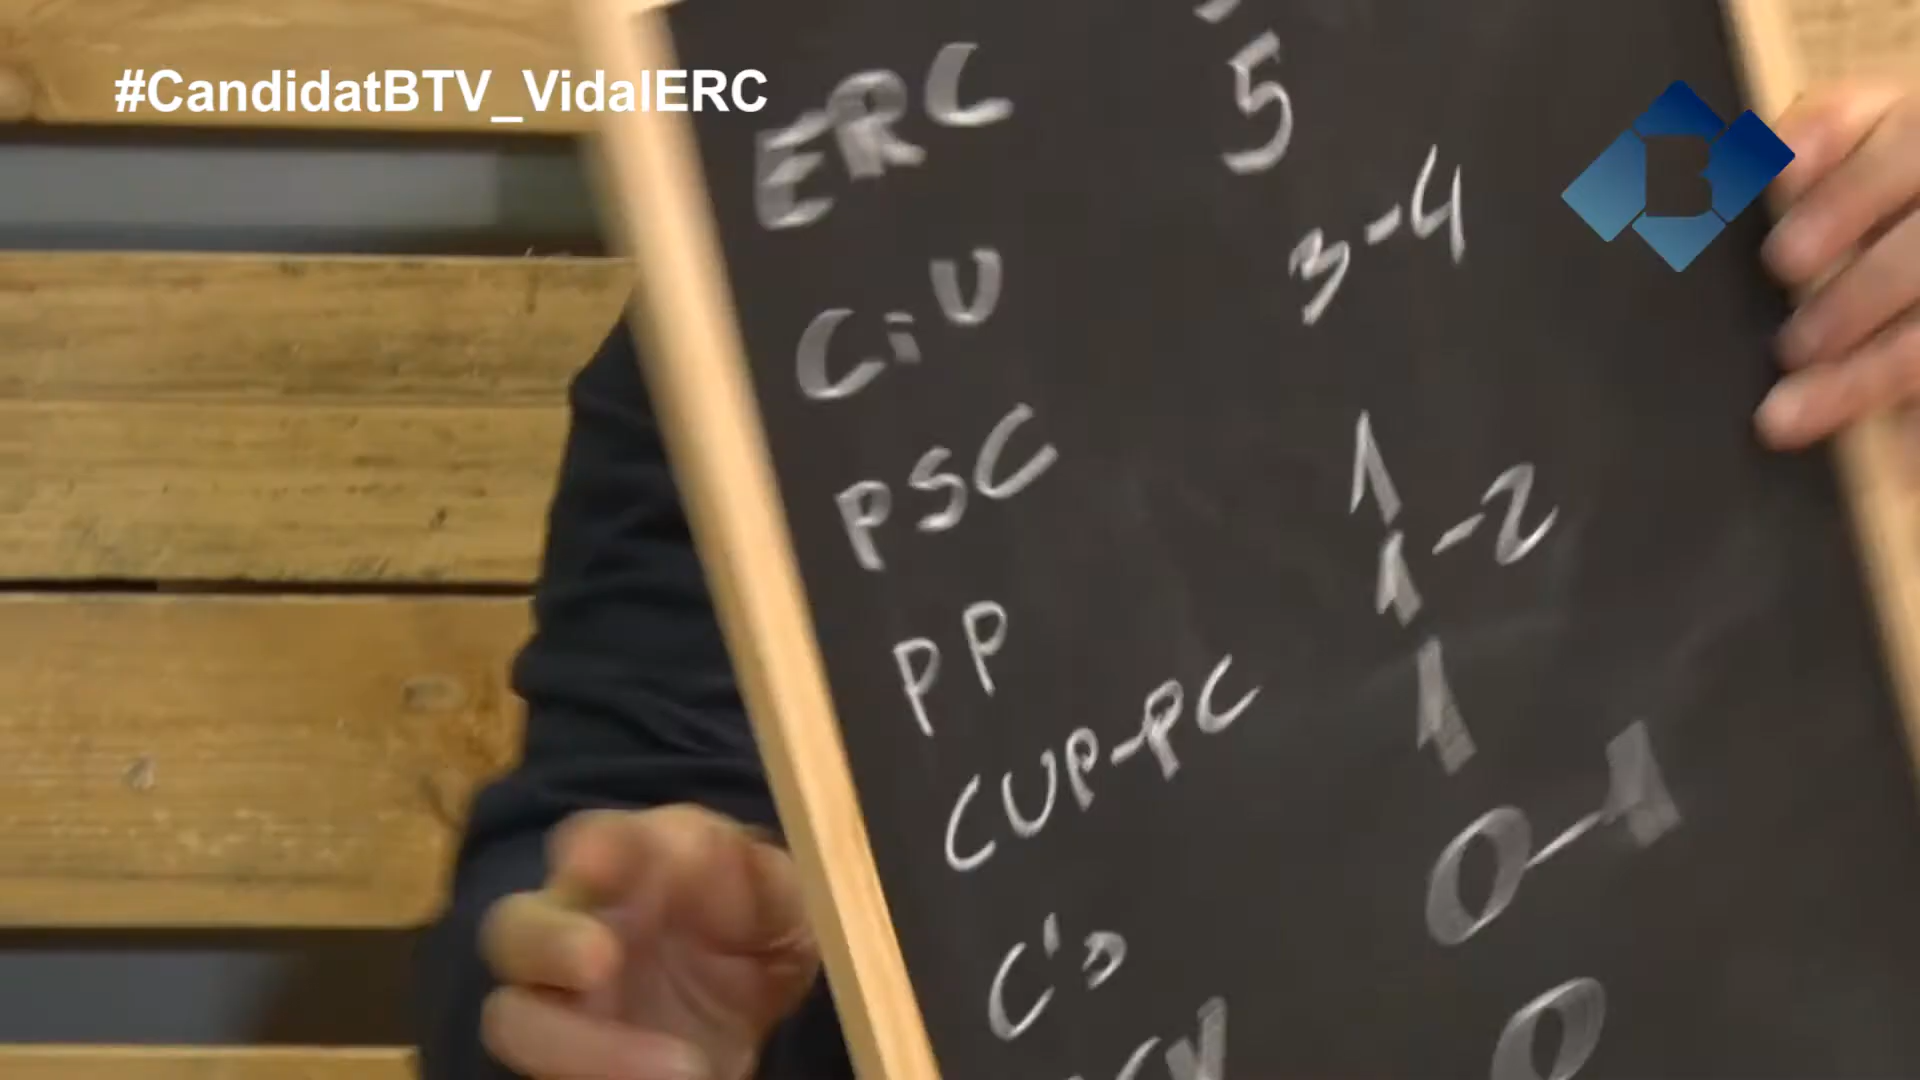 #CandidatBTV_VidalERC
ERC 5
CiU 3-4
PSC 1
PP 1-2
CUP-PC 1
C's 0-1
0